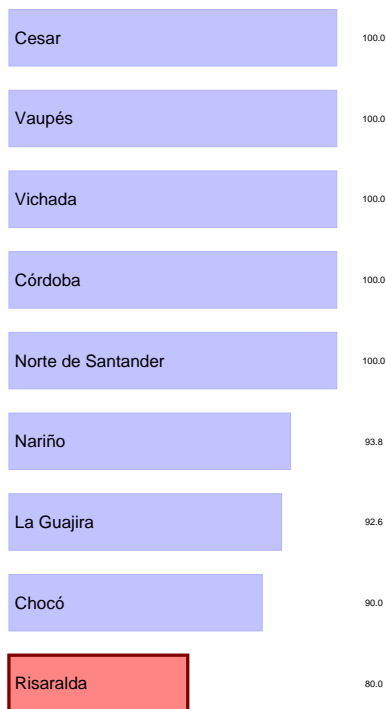 Cesar 100.0
Vaupés 100.0
Vichada 100.0
Córdoba 100.0
Norte de Santander 100.0
Nariño 93.8
La Guajira 92.6
Chocó 90.0
Risaralda 80.0